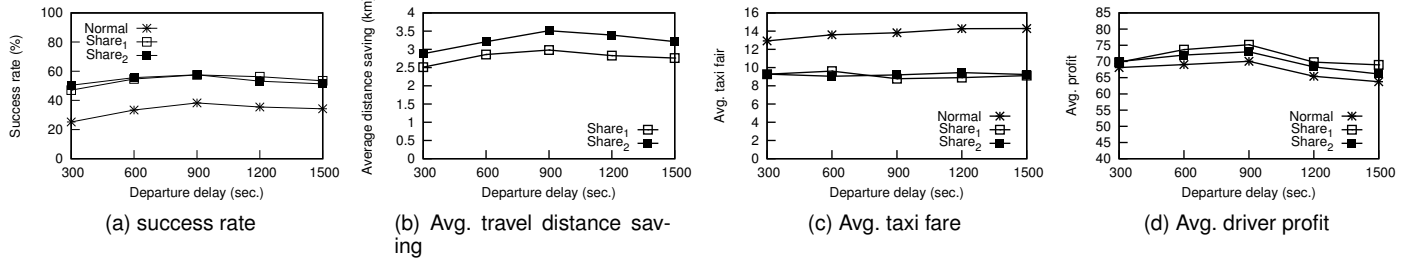 Success rate (%)
100
80
60
40
20
0
Normal
Share1
Share2
300 600 900 1200 1500
Departure delay (sec.)
(a) success rate
Average distance saving (km
4
3.5
3
2.5
2
1.5
1
0.5
0
Share1
Share2
300 600 900 1200 1500
Departure delay (sec.)
(b) Avg. travel distance sav-
ing
Avg. taxi fair
16
14
12
10
8
6
4
2
0
Normal
Share1
Share2
300 600 900 1200 1500
Departure delay (sec.)
(c) Avg. taxi fare
Avg. profit
85
80
75
70
65
60
55
50
45
40
Normal
Share1
Share2
300 600 900 1200 1500
Departure delay (sec.)
(d) Avg. driver profit